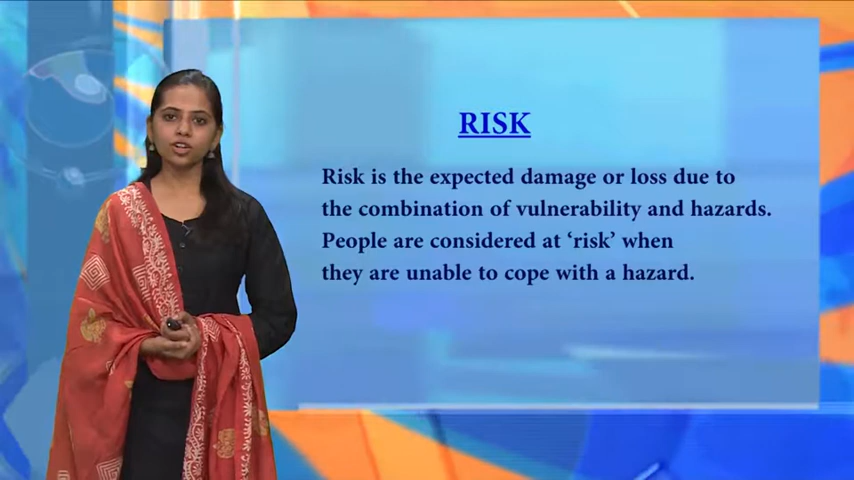 RISK
Risk is the expected damage or loss due to
the combination of vulnerability and hazards.
People are considered at ‘risk’ when
they are unable to cope with a hazard.